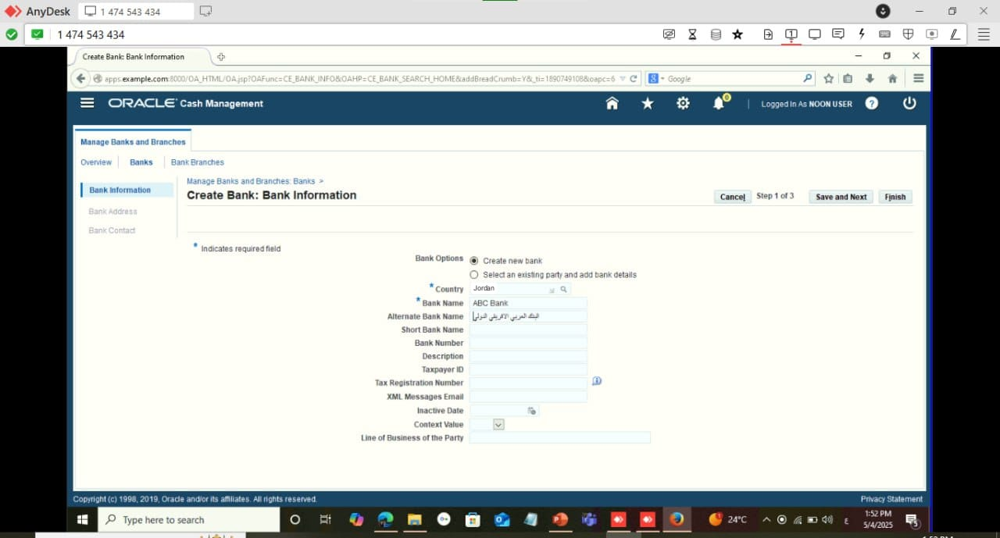 AnyDesk
1 474 543 434
1 474 543 434
Create Bank: Bank Information
apps.example.com:8000/OA_HTML/OA.jsp?OAFunc=CE_BANK_INFO&OAHP=CE_BANK_SEARCH_HOME&addBreadCrumb=Y&_ti=1890749108&oapc=6
Google
ORACLE Cash Management
0
Logged In As NOON USER
Manage Banks and Branches
Overview Banks Bank Branches
Bank Information
Bank Address
Bank Contact
Manage Banks and Branches: Banks >
Create Bank: Bank Information
Cancel Step 1 of 3 Save and Next Finish
* Indicates required field
Bank Options Create new bank
Select an existing party and add bank details
* Country Jordan
* Bank Name ABC Bank
Alternate Bank Name البنك العربي الافريقي الدولي
Short Bank Name
Bank Number
Description
Taxpayer ID
Tax Registration Number
XML Messages Email
Inactive Date
Context Value
Line of Business of the Party
Copyright (c) 1998, 2019, Oracle and/or its affiliates. All rights reserved.
Privacy Statement
Type here to search
24°C
ع
1:52 PM
5/4/2025
5